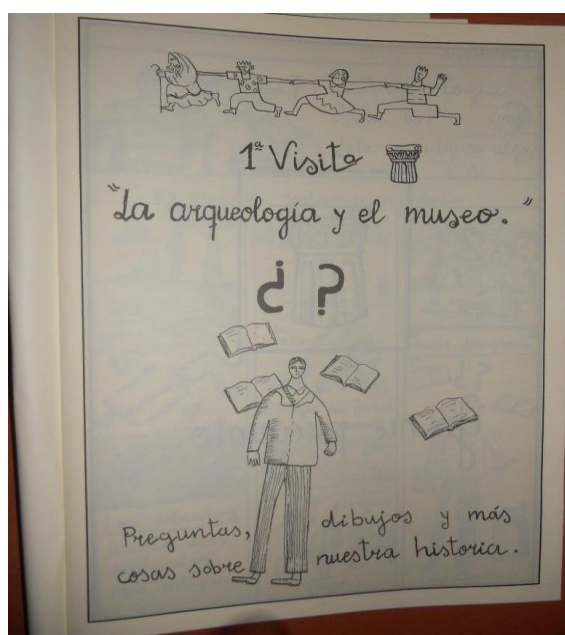 1ª Visita
"La arqueología y el museo."
¿ ?
Preguntas, dibujos y más
cosas sobre nuestra historia.